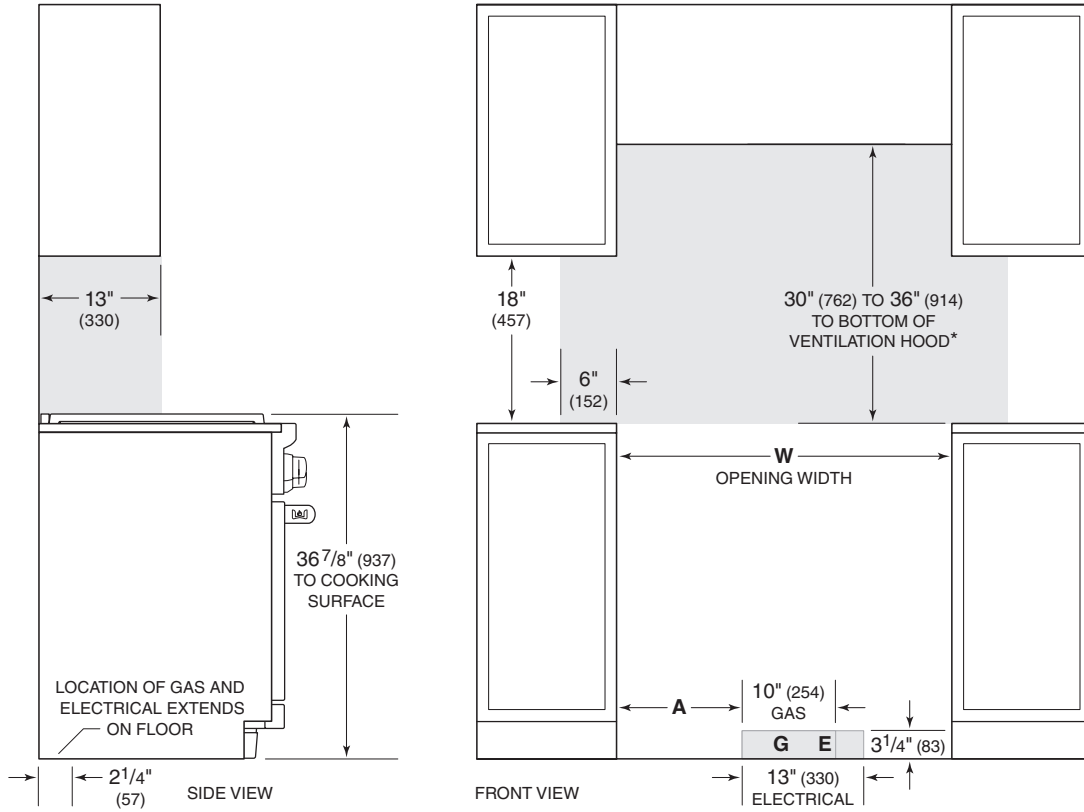 13"
(330)
18"
(457)
30" (762) TO 36" (914)
TO BOTTOM OF
VENTILATION HOOD*
6"
(152)
W
OPENING WIDTH
36 7/8" (937)
TO COOKING
SURFACE
LOCATION OF GAS AND
ELECTRICAL EXTENDS
ON FLOOR
A
10" (254)
GAS
G E
3 1/4" (83)
2 1/4"
(57)
SIDE VIEW
FRONT VIEW
13" (330)
ELECTRICAL